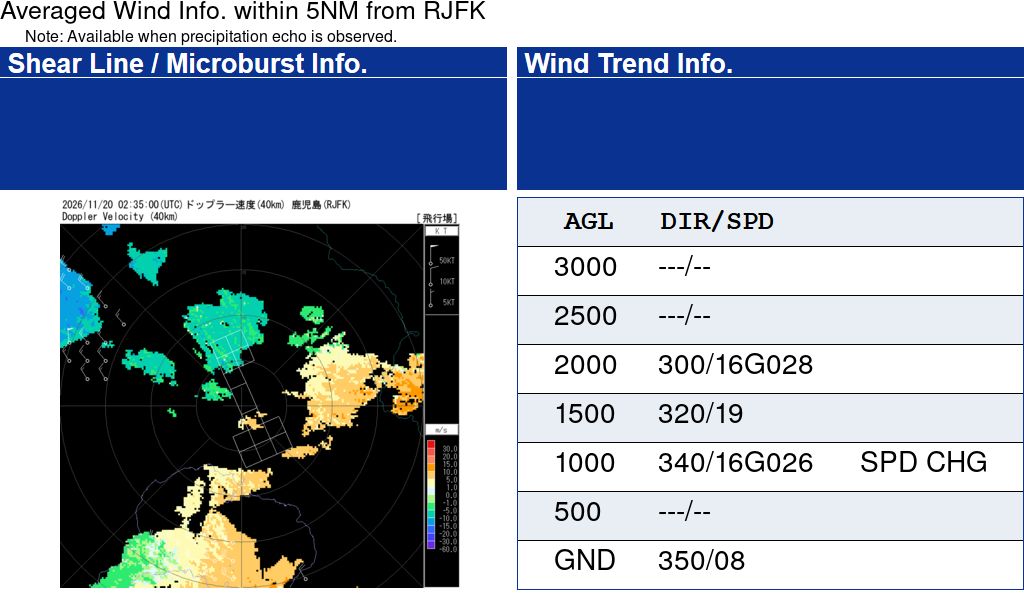 Averaged Wind Info. within 5NM from RJFK
Note: Available when precipitation echo is observed.
Shear Line / Microburst Info.
Wind Trend Info.
2026/11/20 02:35:00(UTC) ドップラー速度(40km) 鹿児島(RJFK)
Doppler Velocity (40km)
[飛行場]
KT
50KT
10KT
5KT
m/s
30.0
20.0
15.0
10.0
5.0
1.0
0.0
-1.0
-5.0
-10.0
-15.0
-20.0
-30.0
-60.0
AGL DIR/SPD
3000 ---/--
2500 ---/--
2000 300/16G028
1500 320/19
1000 340/16G026 SPD CHG
500 ---/--
GND 350/08